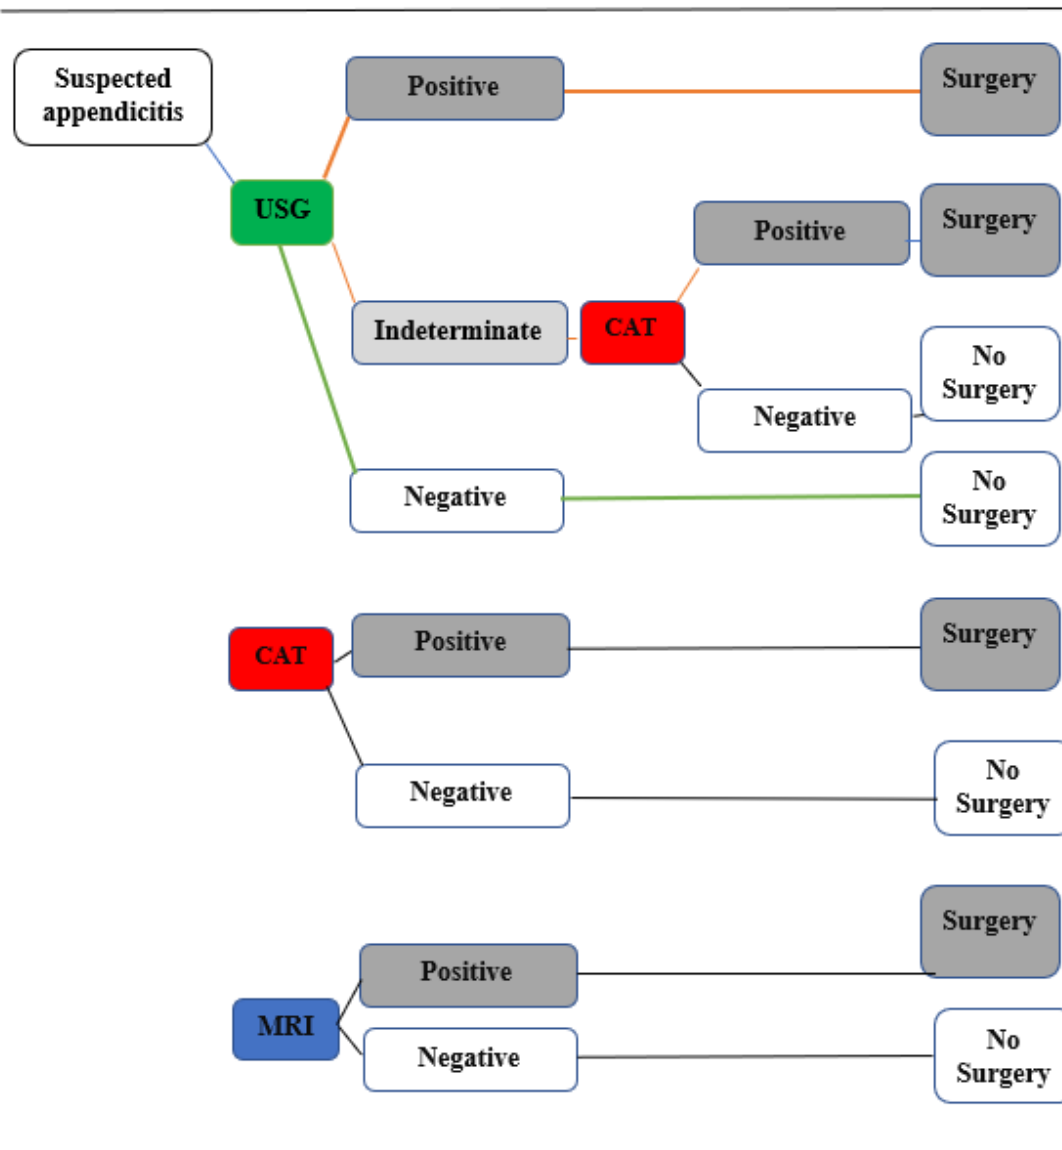 Suspected
appendicitis
Positive
Surgery
USG
Positive
Surgery
Indeterminate
CAT
No
Surgery
Negative
Negative
No
Surgery
CAT
Positive
Surgery
Negative
No
Surgery
Surgery
Positive
MRI
Negative
No
Surgery